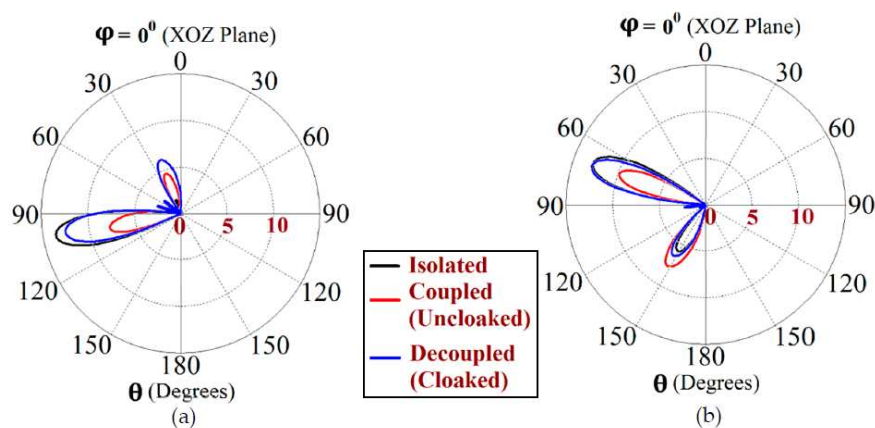 φ = 0⁰ (XOZ Plane)
0
30
30
60
60
90
90
0
5
10
120
120
150
150
180
θ (Degrees)
(a)
Isolated
Coupled
(Uncloaked)
Decoupled
(Cloaked)
φ = 0⁰ (XOZ Plane)
0
30
30
60
60
90
90
0
5
10
120
120
150
150
180
θ (Degrees)
(b)